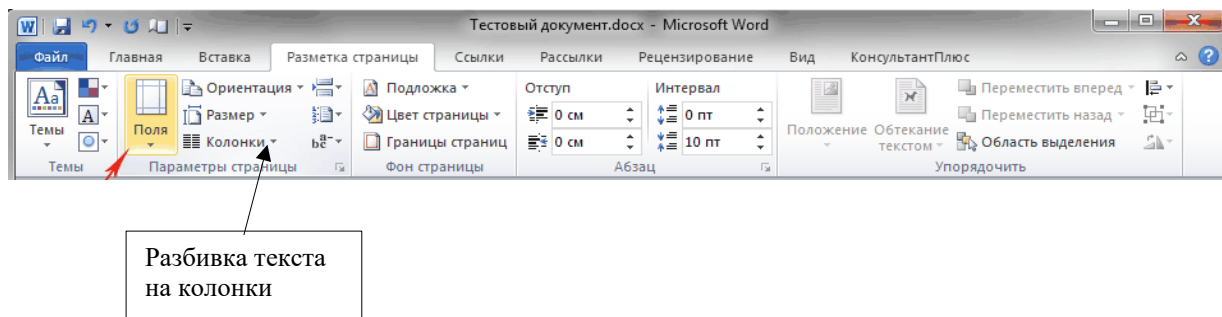 Тестовый документ.docx - Microsoft Word
Файл Главная Вставка Разметка страницы Ссылки Рассылки Рецензирование Вид КонсультантПлюс
Ориентация Подложка Отступ Интервал Переместить вперед
Темы Поля Размер Цвет страницы 0 см 0 пт Положение Обтекание текстом Переместить назад
Колонки Границы страниц 0 см 10 пт Область выделения
Темы Параметры страницы Фон страницы Абзац Упорядочить
Разбивка текста
на колонки